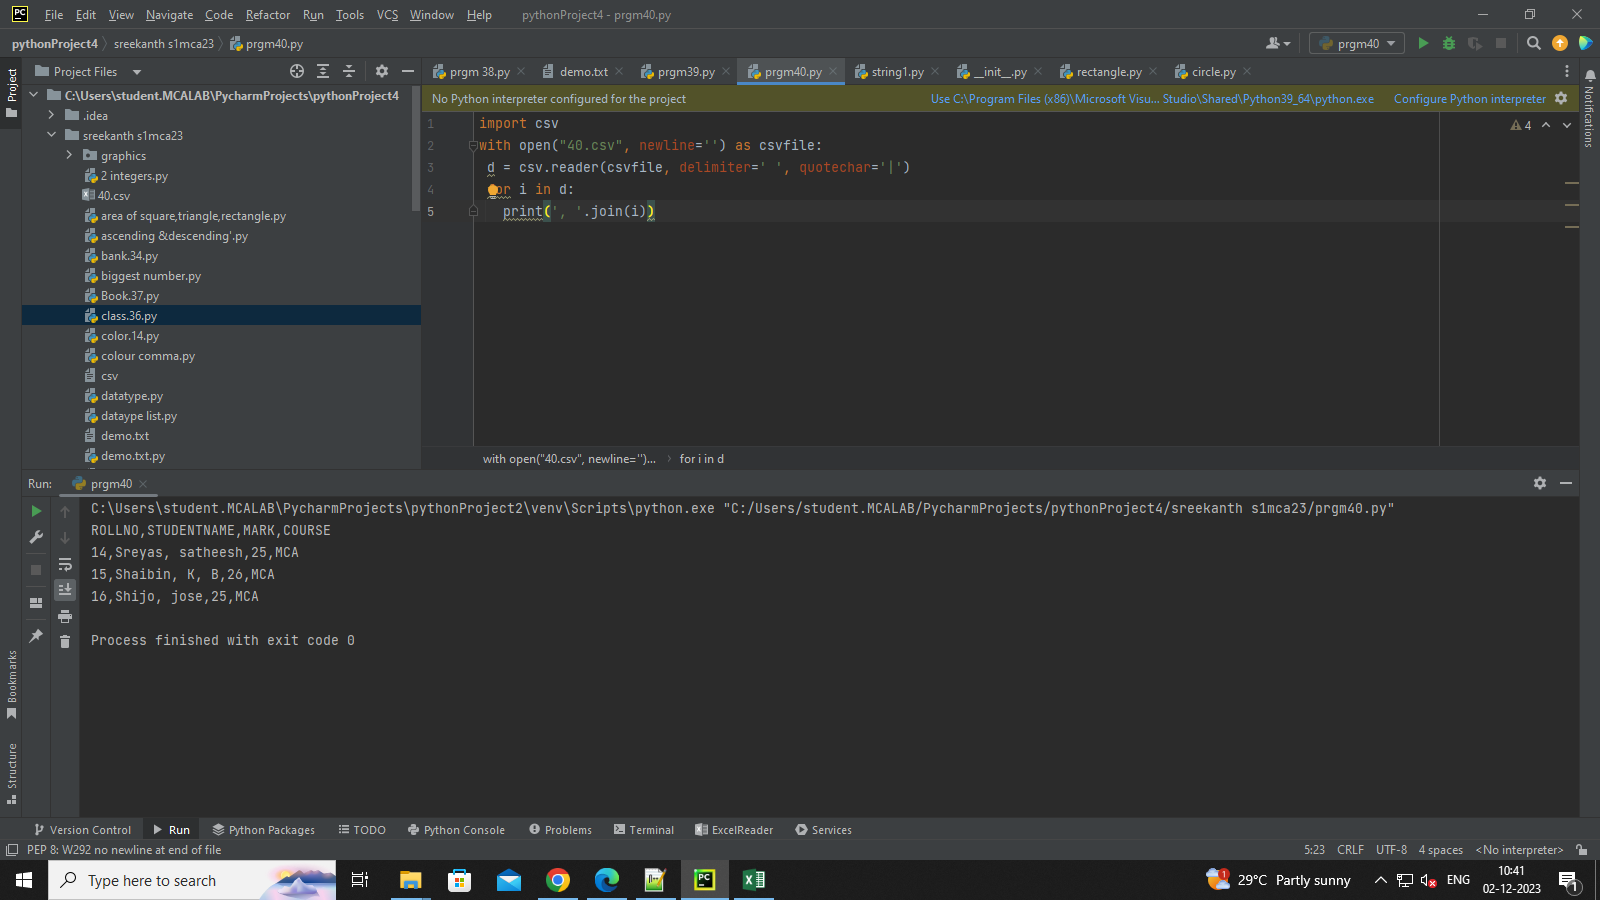 PC File Edit View Navigate Code Refactor Run Tools VCS Window Help pythonProject4 - prgm40.py
pythonProject4 sreekanth s1mca23 prgm40.py prgm40
Project Project Files prgm 38.py demo.txt prgm39.py prgm40.py string1.py __init__.py rectangle.py circle.py Notifications
C:\Users\student.MCALAB\PycharmProjects\pythonProject4
No Python interpreter configured for the project Use C:\Program Files (x86)\Microsoft Visu... Studio\Shared\Python39_64\python.exe Configure Python interpreter
.idea
sreekanth s1mca23
graphics
2 integers.py
40.csv
area of square,triangle,rectangle.py
ascending &descending'.py
bank.34.py
biggest number.py
Book.37.py
class.36.py
color.14.py
colour comma.py
csv
datatype.py
dataype list.py
demo.txt
demo.txt.py
1 import csv
2 with open("40.csv", newline='') as csvfile:
3 d = csv.reader(csvfile, delimiter=' ', quotechar='|')
4 or i in d:
5 print(', '.join(i))
4
with open("40.csv", newline='')... for i in d
Run: prgm40
C:\Users\student.MCALAB\PycharmProjects\pythonProject2\venv\Scripts\python.exe "C:/Users/student.MCALAB/PycharmProjects/pythonProject4/sreekanth s1mca23/prgm40.py"
ROLLNO,STUDENTNAME,MARK,COURSE
14,Sreyas, satheesh,25,MCA
15,Shaibin, K, B,26,MCA
16,Shijo, jose,25,MCA
Process finished with exit code 0
Bookmarks
Structure
Version Control Run Python Packages TODO Python Console Problems Terminal ExcelReader Services
PEP 8: W292 no newline at end of file 5:23 CRLF UTF-8 4 spaces <No interpreter>
Type here to search PC 1 29°C Partly sunny ENG 10:41
02-12-2023 1